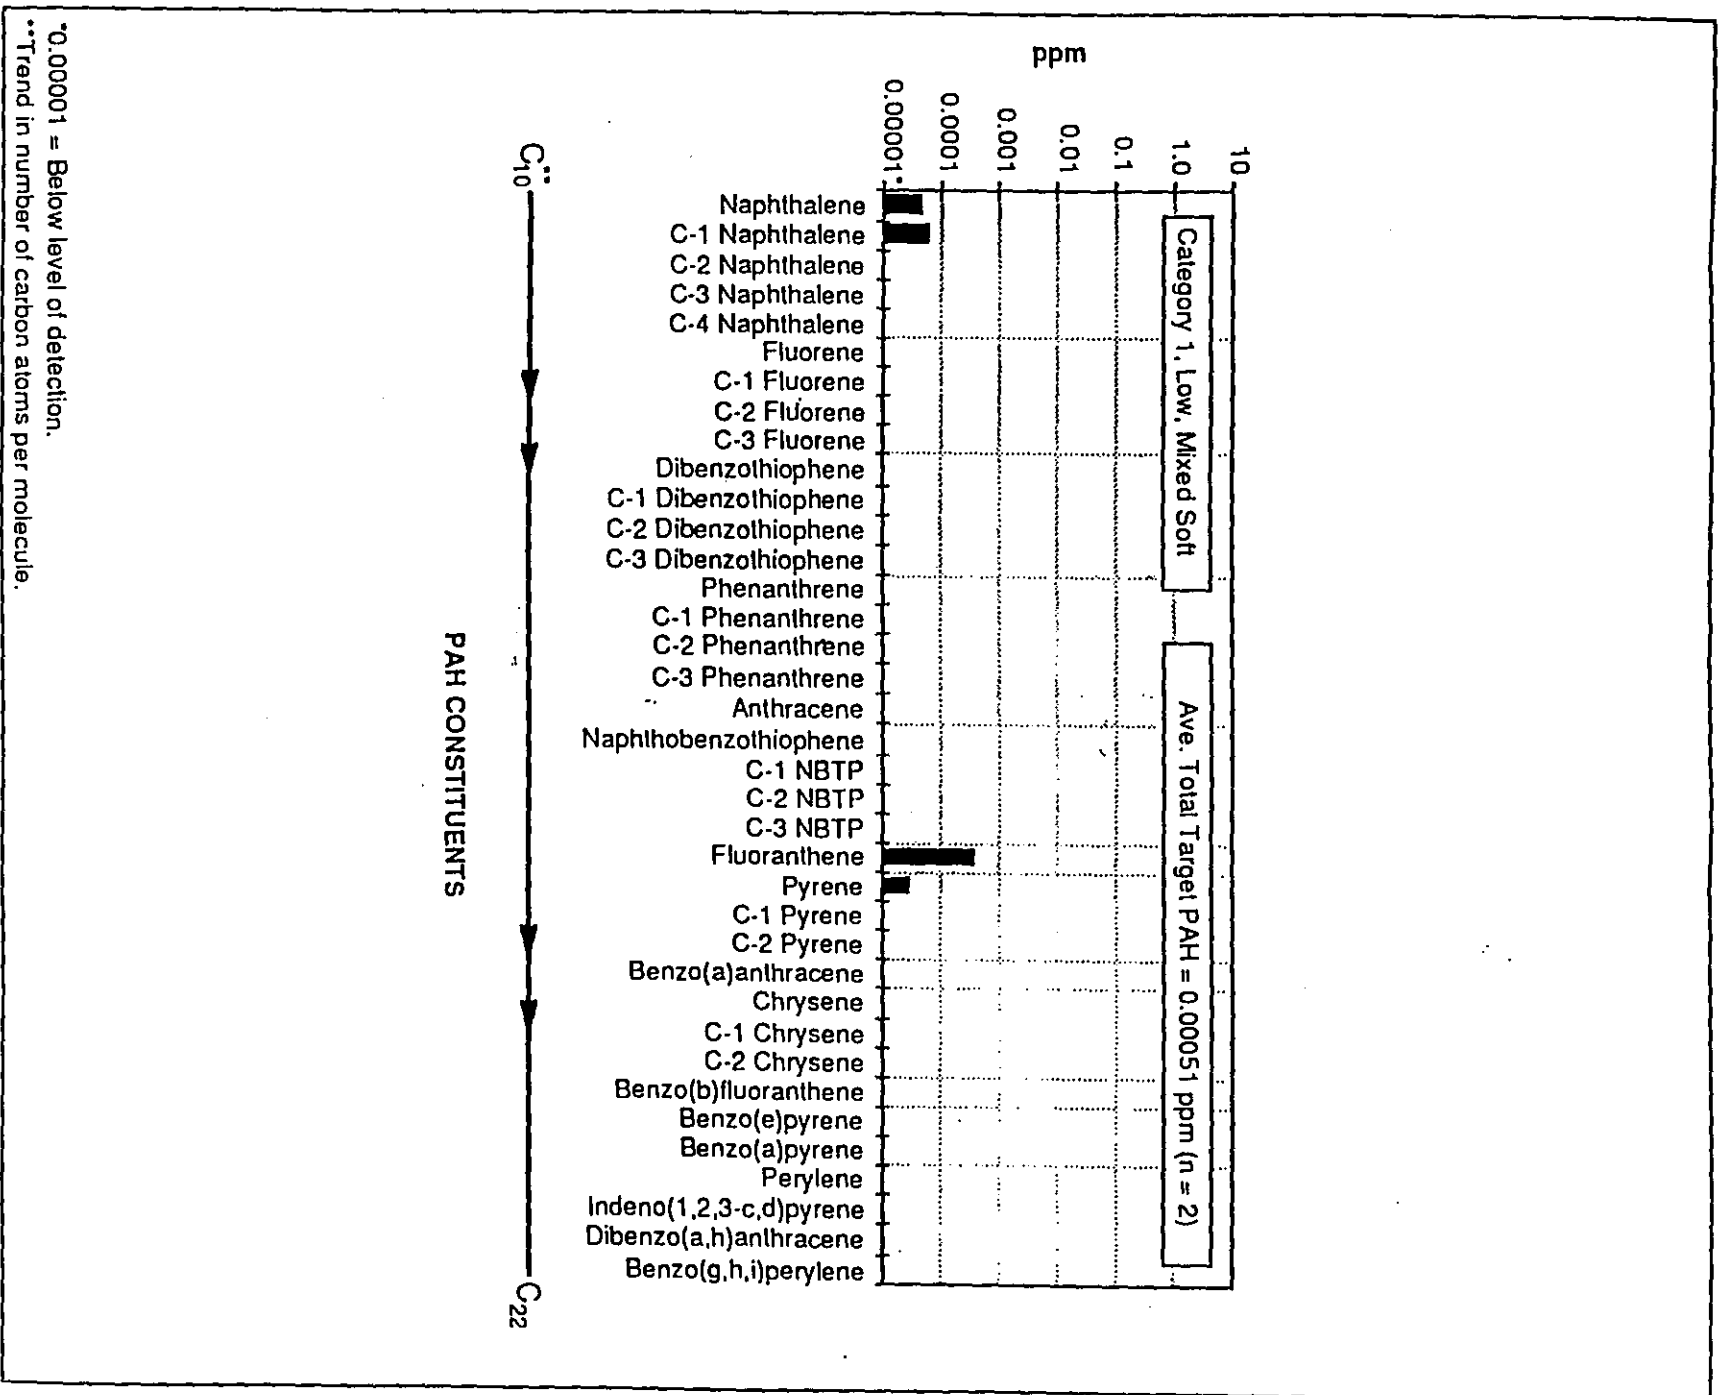 ppm
10
1.0
0.1
0.01
0.001
0.0001
0.00001*
Category 1, Low, Mixed Soft
Ave. Total Target PAH = 0.00051 ppm (n = 2)
Naphthalene
C-1 Naphthalene
C-2 Naphthalene
C-3 Naphthalene
C-4 Naphthalene
Fluorene
C-1 Fluorene
C-2 Fluorene
C-3 Fluorene
Dibenzothiophene
C-1 Dibenzothiophene
C-2 Dibenzothiophene
C-3 Dibenzothiophene
Phenanthrene
C-1 Phenanthrene
C-2 Phenanthrene
C-3 Phenanthrene
Anthracene
Naphthobenzothiophene
C-1 NBTP
C-2 NBTP
C-3 NBTP
Fluoranthene
Pyrene
C-1 Pyrene
C-2 Pyrene
Benzo(a)anthracene
Chrysene
C-1 Chrysene
C-2 Chrysene
Benzo(b)fluoranthene
Benzo(e)pyrene
Benzo(a)pyrene
Perylene
Indeno(1,2,3-c,d)pyrene
Dibenzo(a,h)anthracene
Benzo(g,h,i)perylene
C10**
C22
PAH CONSTITUENTS
*0.00001 = Below level of detection.
**Trend in number of carbon atoms per molecule.